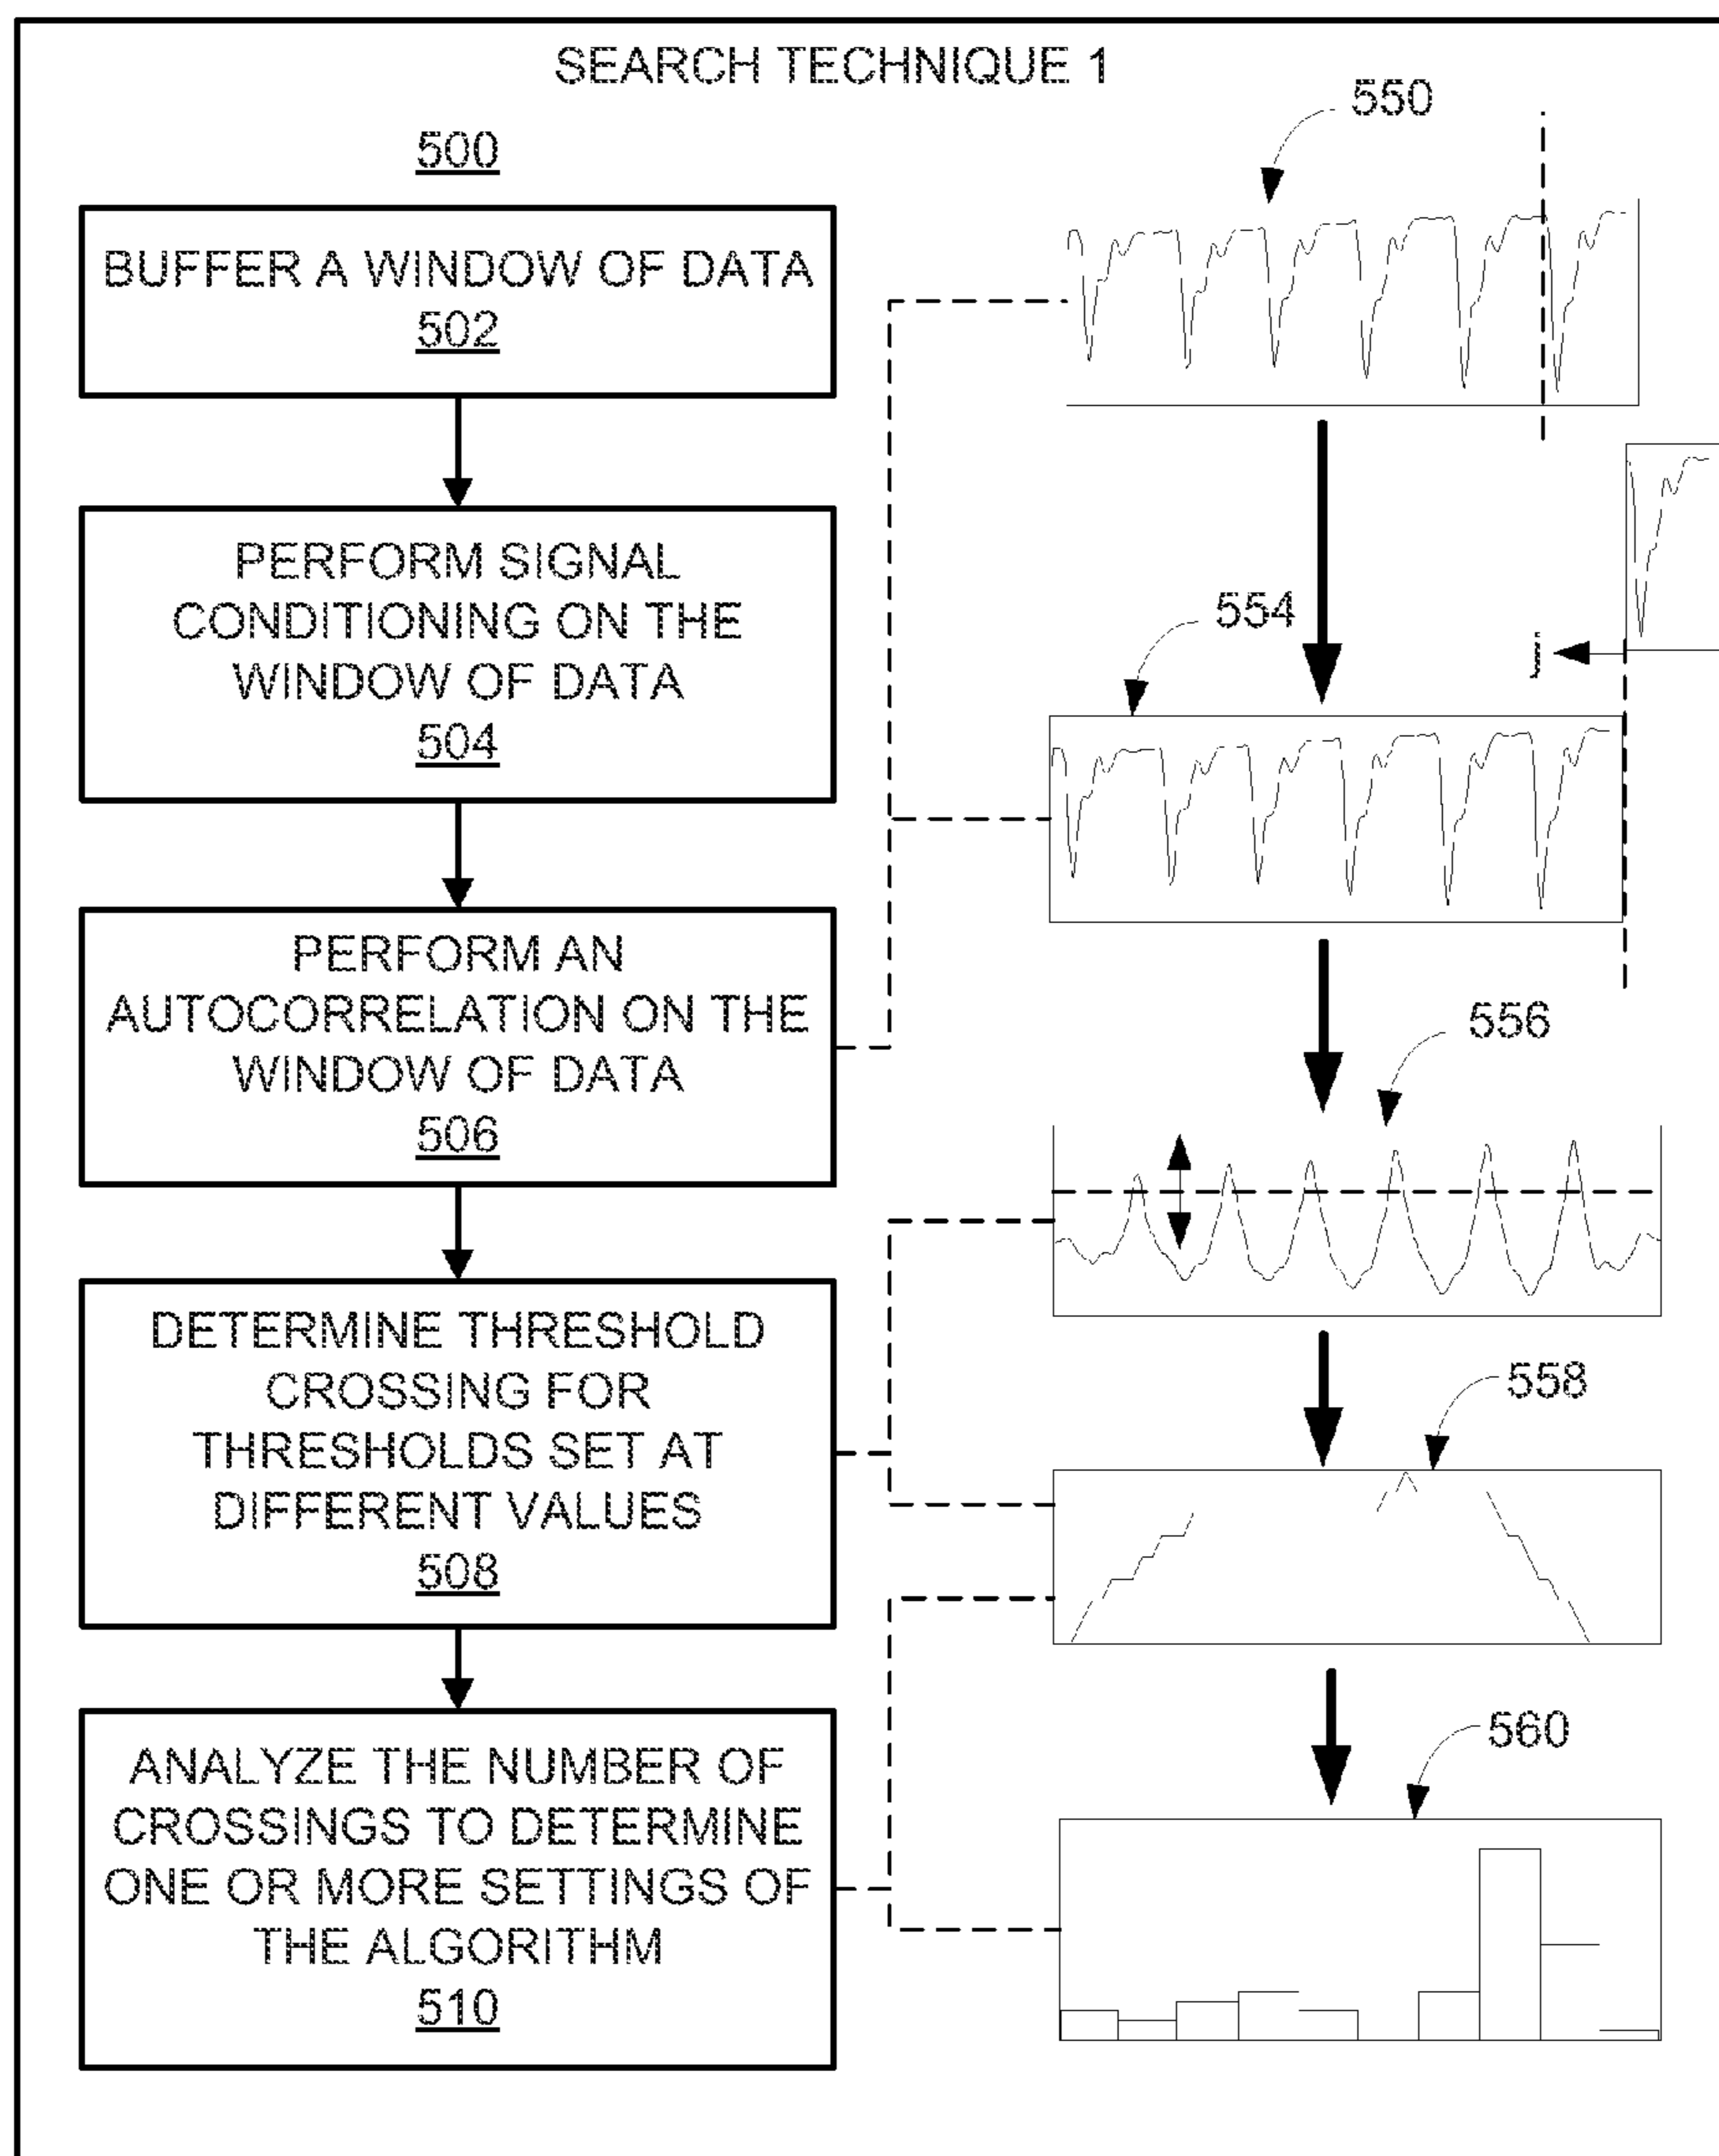 SEARCH TECHNIQUE 1
500
BUFFER A WINDOW OF DATA
502
PERFORM SIGNAL
CONDITIONING ON THE
WINDOW OF DATA
504
PERFORM AN
AUTOCORRELATION ON THE
WINDOW OF DATA
506
DETERMINE THRESHOLD
CROSSING FOR
THRESHOLDS SET AT
DIFFERENT VALUES
508
ANALYZE THE NUMBER OF
CROSSINGS TO DETERMINE
ONE OR MORE SETTINGS OF
THE ALGORITHM
510
550
554
j
556
558
560